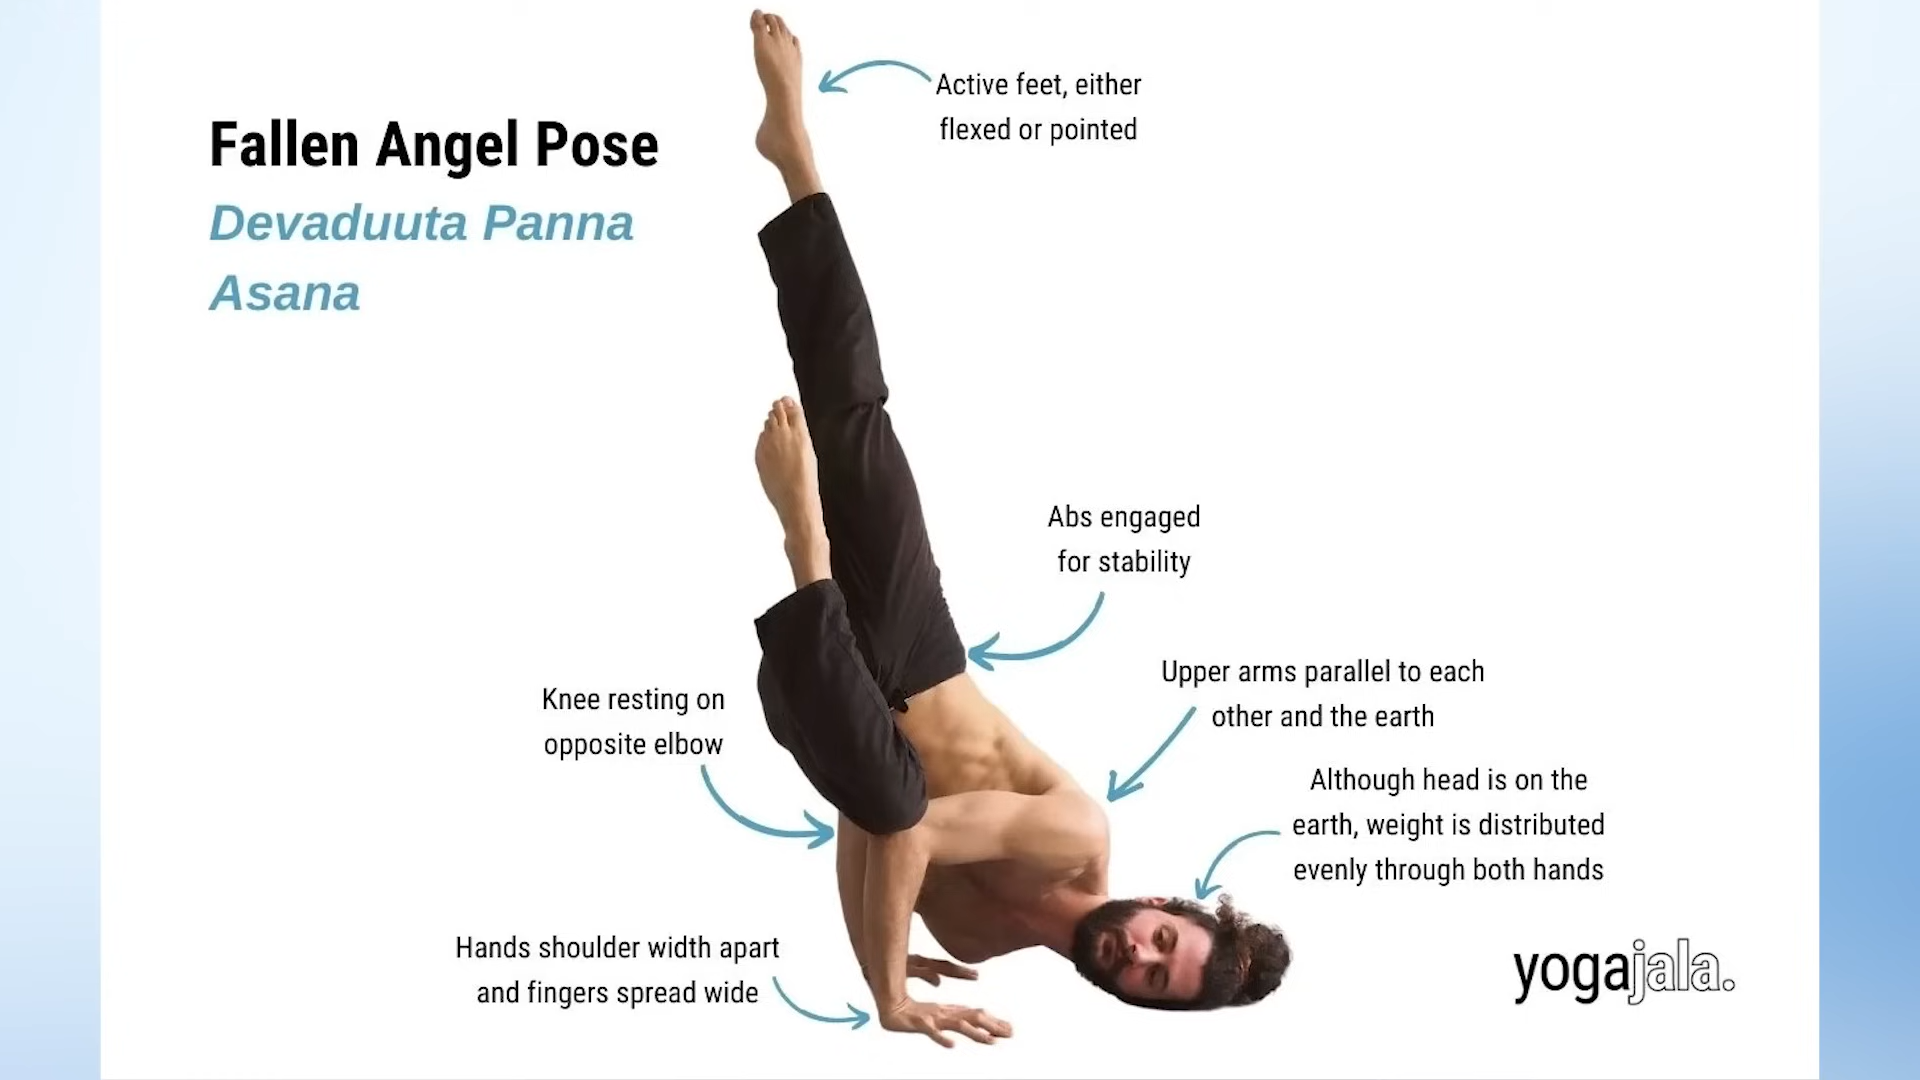 Fallen Angel Pose
Devaduuta Panna
Asana
Active feet, either
flexed or pointed
Abs engaged
for stability
Upper arms parallel to each
other and the earth
Knee resting on
opposite elbow
Although head is on the
earth, weight is distributed
evenly through both hands
Hands shoulder width apart
and fingers spread wide
yogajala.